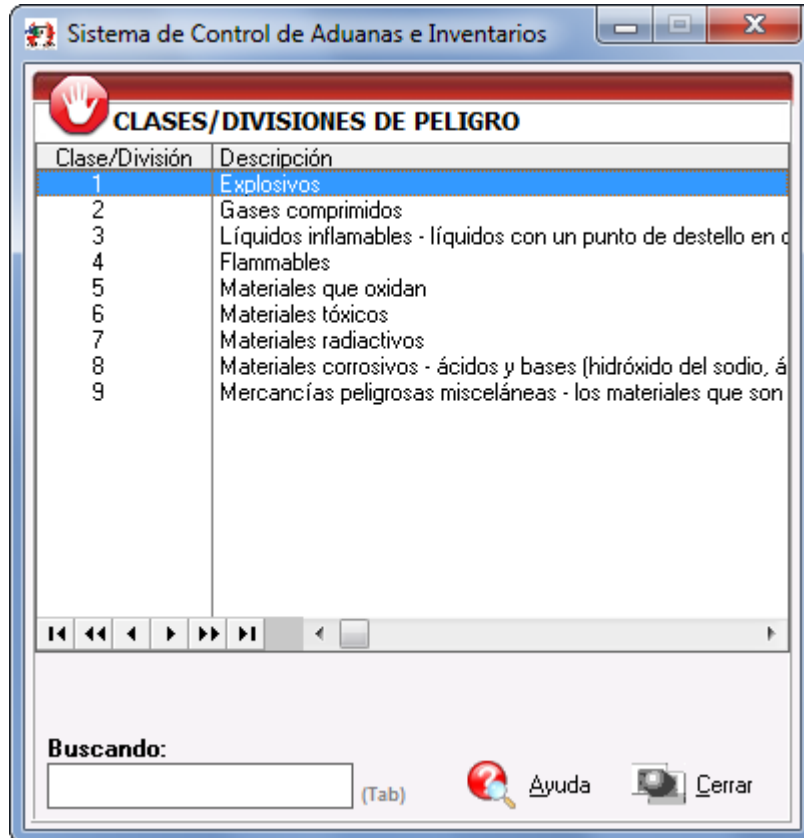 Sistema de Control de Aduanas e Inventarios
CLASES/DIVISIONES DE PELIGRO
Clase/División Descripción
1 Explosivos
2 Gases comprimidos
3 Líquidos inflamables - líquidos con un punto de destello en
4 Flammables
5 Materiales que oxidan
6 Materiales tóxicos
7 Materiales radiactivos
8 Materiales corrosivos - ácidos y bases (hidróxido del sodio, á
9 Mercancías peligrosas misceláneas - los materiales que son
Buscando:
(Tab) Ayuda Cerrar